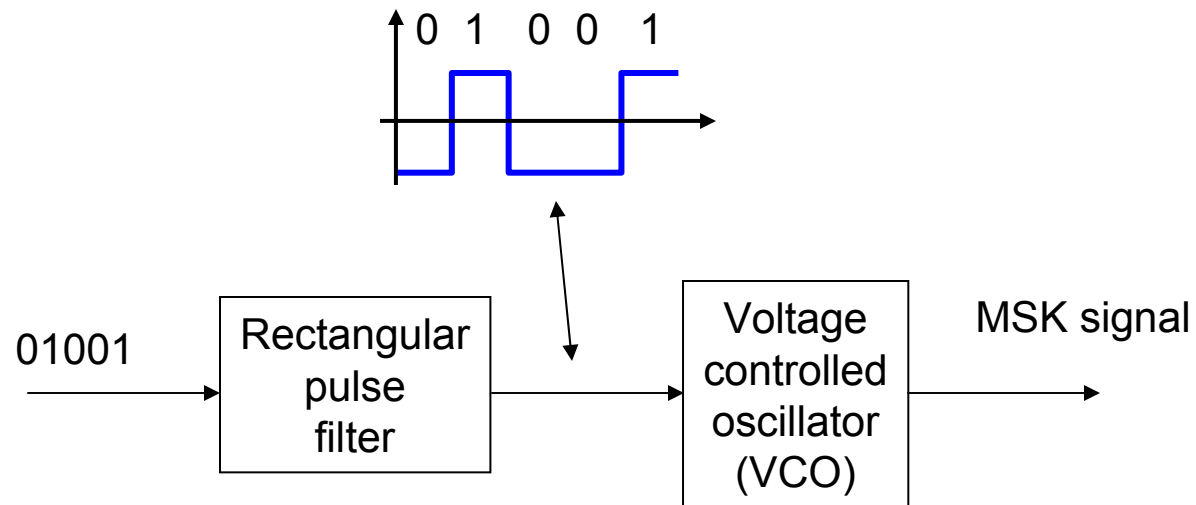 0 1 0 0 1
01001
Rectangular
pulse
filter
Voltage
controlled
oscillator
(VCO)
MSK signal